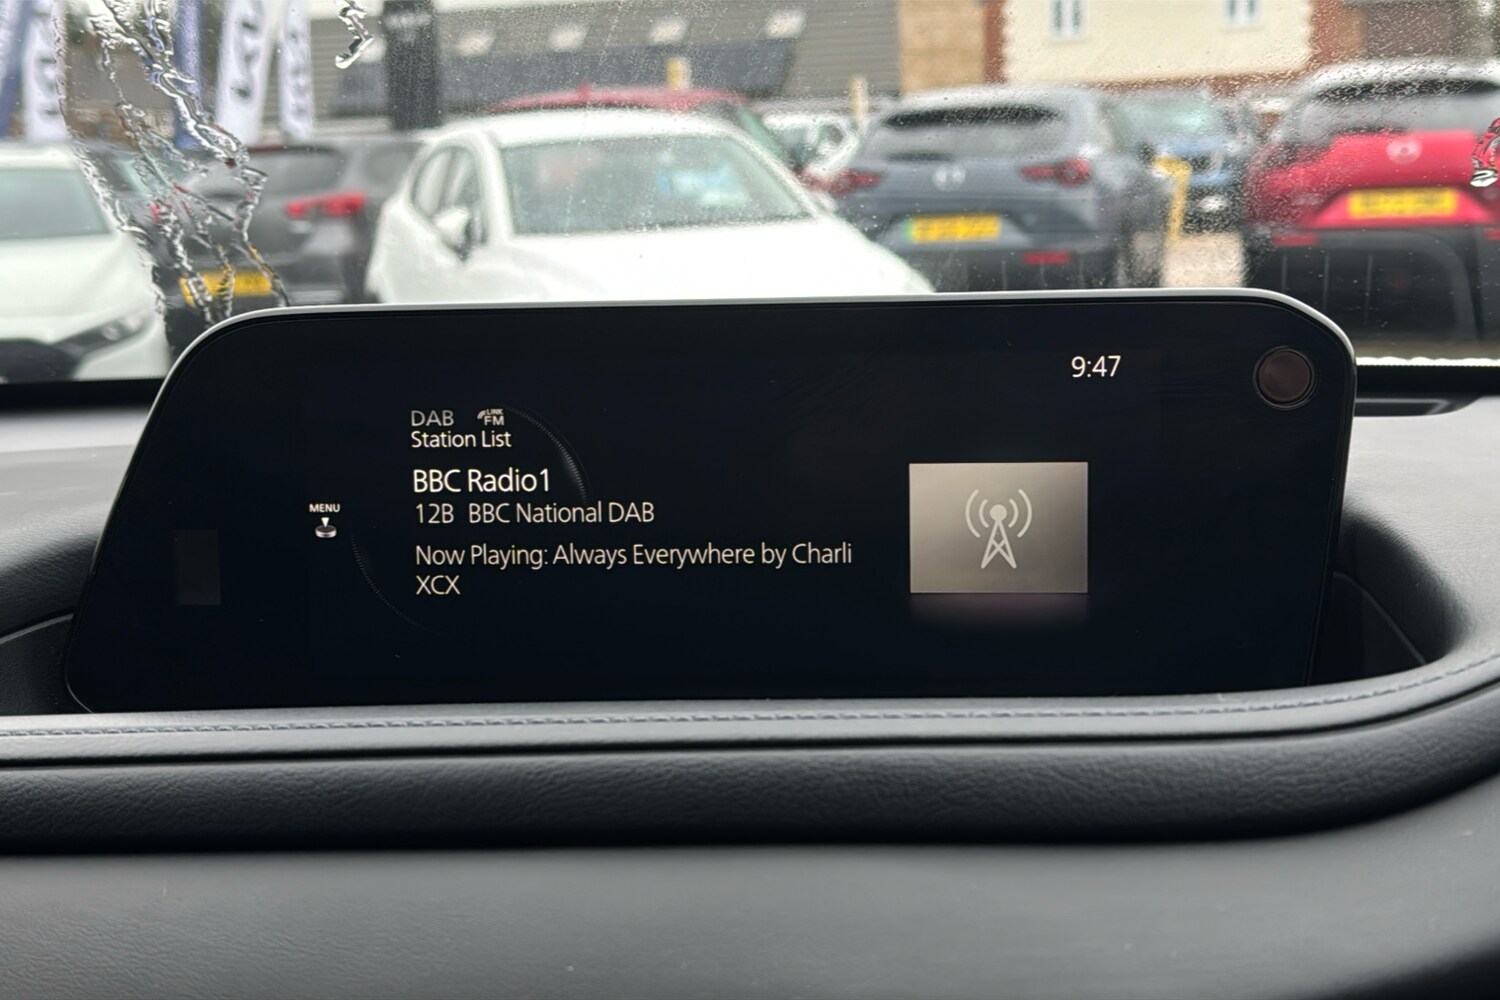 9:47
DAB LINK FM
Station List
BBC Radio1
MENU
12B BBC National DAB
Now Playing: Always Everywhere by Charli
XCX